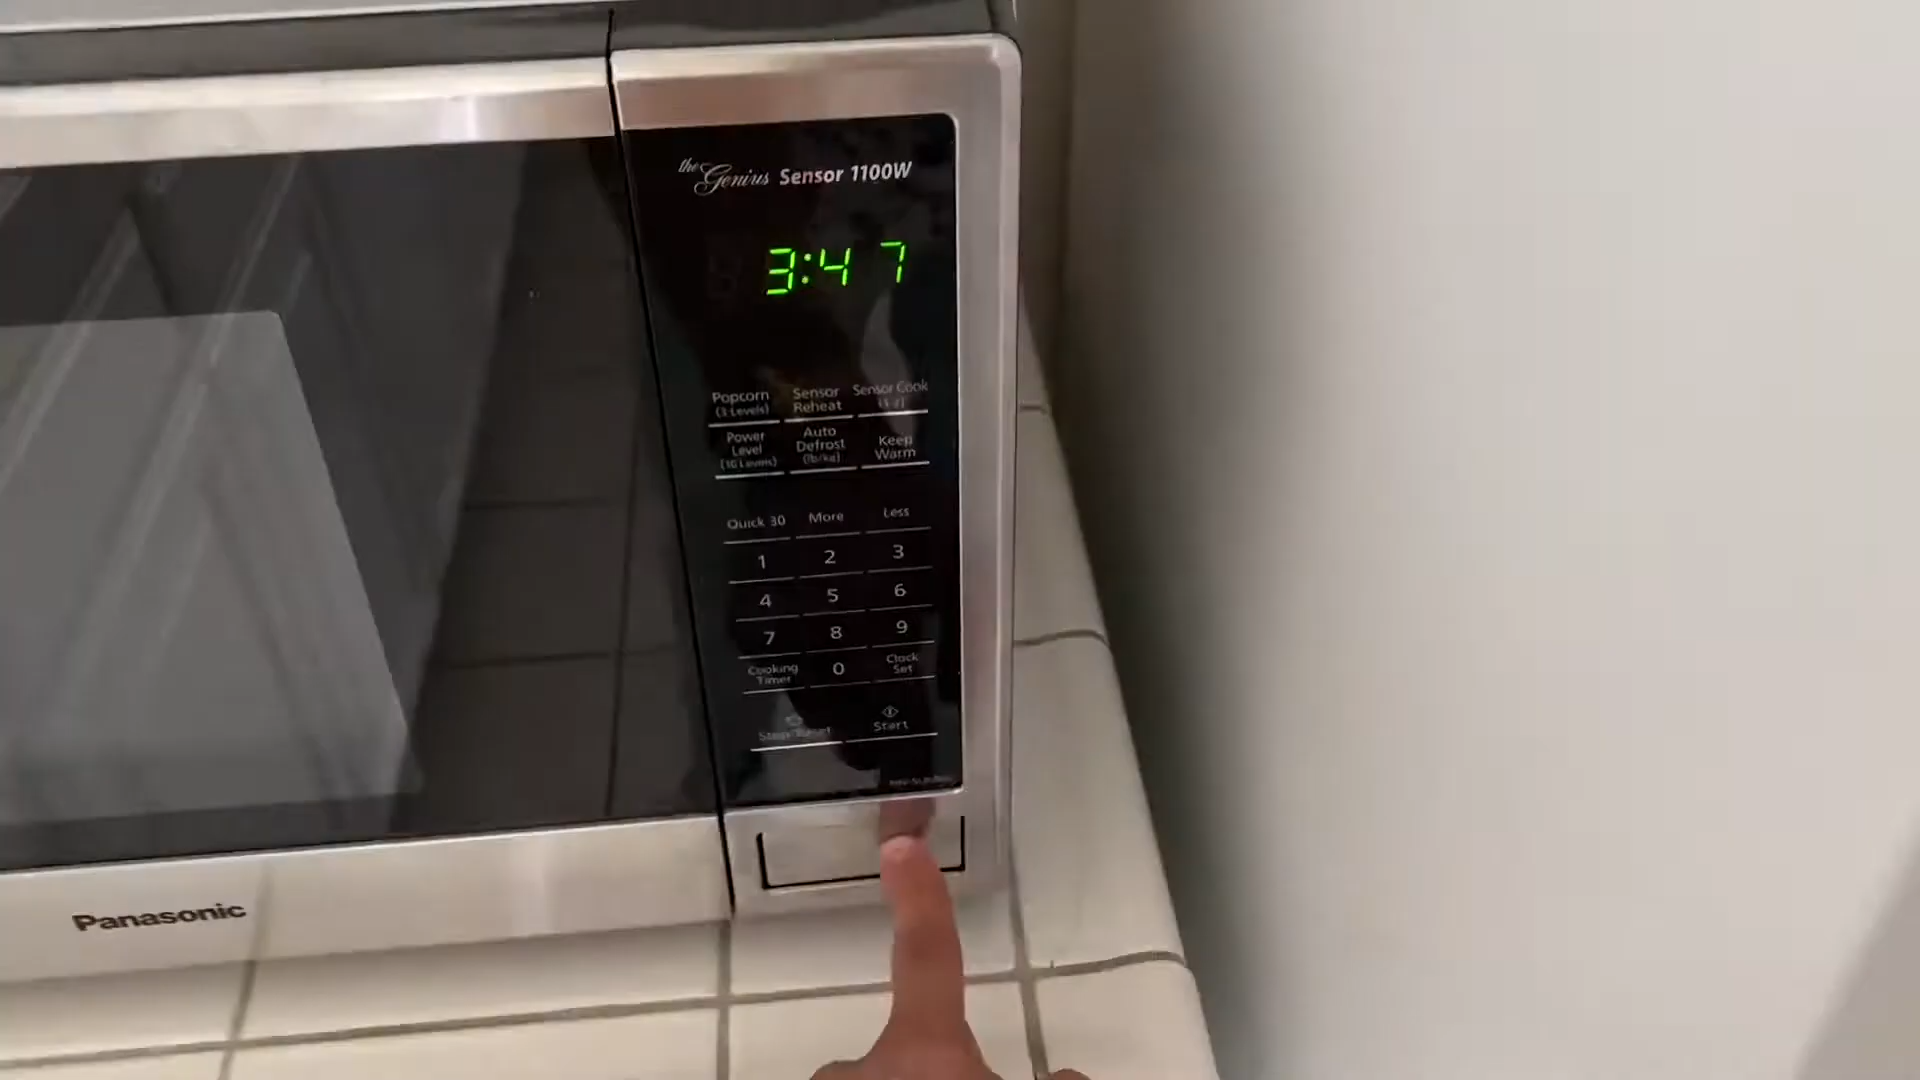 the Genius Sensor 1100W
3:47
Popcorn Sensor Sensor Cook
(3 Levels) Reheat
Power Auto Keep
Level Defrost Warm
(10 Levels) (lb/kg)
Quick 30 More Less
1 2 3
4 5 6
7 8 9
Cooking 0 Clock
Timer Set
Start
Panasonic